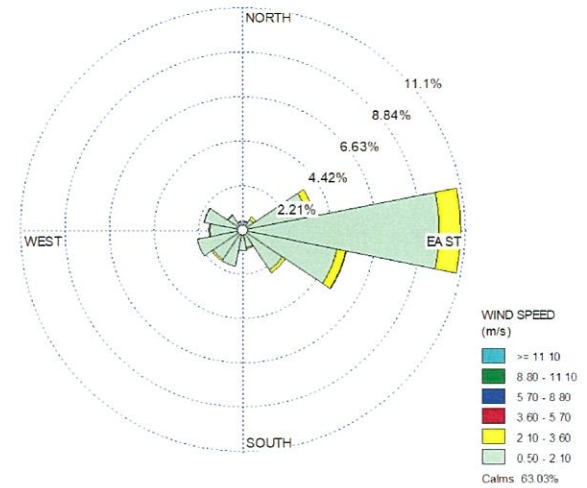 NORTH
11.1%
8.84%
6.63%
4.42%
2.21%
WEST
EAST
SOUTH
WIND SPEED
(m/s)
>= 11 10
8 80 - 11 10
5 70 - 8 80
3 60 - 5 70
2 10 - 3 60
0 50 - 2 10
Calms 63.03%